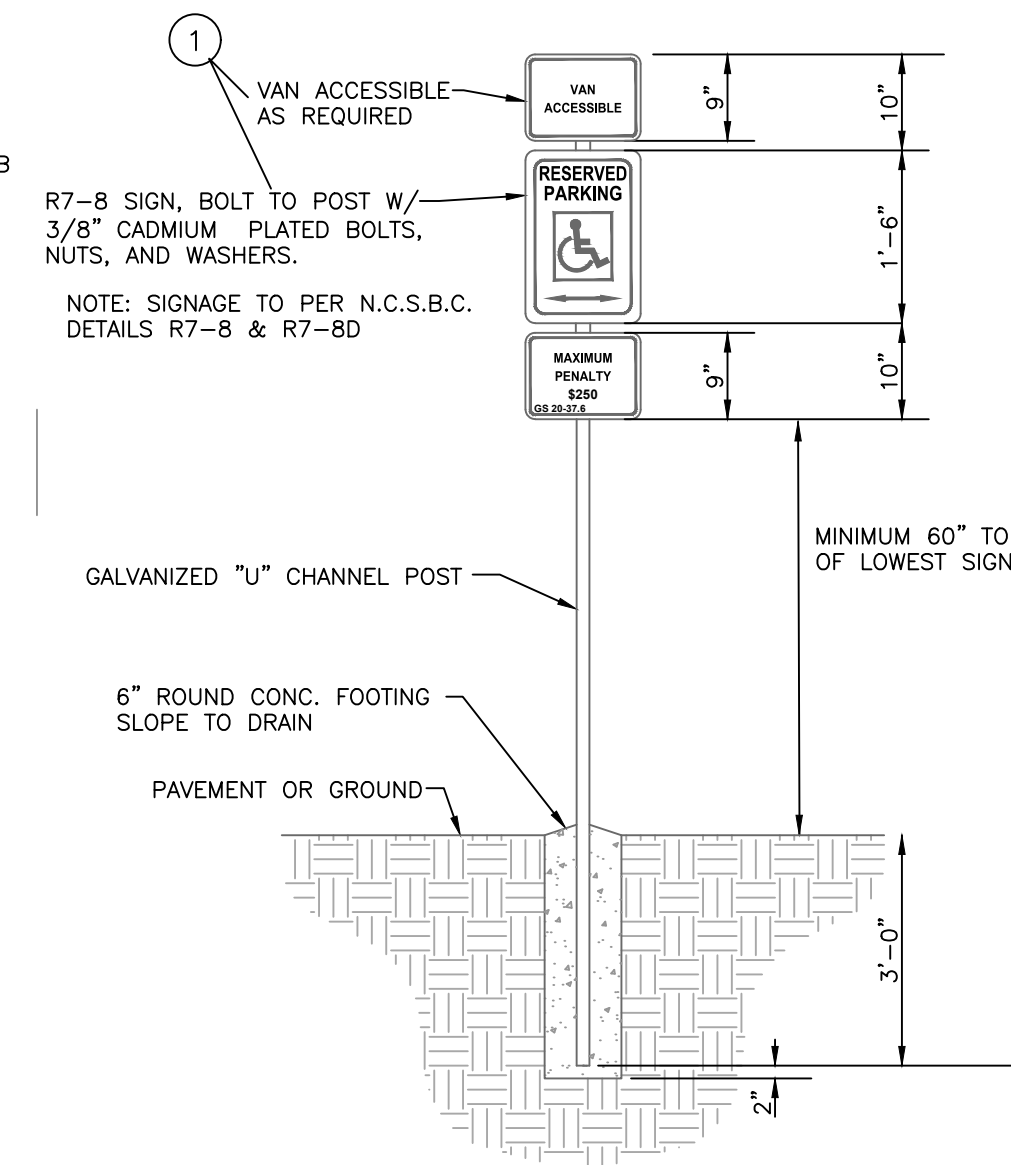 1
VAN ACCESSIBLE
AS REQUIRED
B
R7-8 SIGN, BOLT TO POST W/
3/8" CADMIUM PLATED BOLTS,
NUTS, AND WASHERS.
NOTE: SIGNAGE TO PER N.C.S.B.C.
DETAILS R7-8 & R7-8D
VAN
ACCESSIBLE
9"
10"
RESERVED
PARKING
1'-6"
MAXIMUM
PENALTY
$250
GS 20-37.6
9"
10"
MINIMUM 60" TO
OF LOWEST SIGN
GALVANIZED "U" CHANNEL POST
6" ROUND CONC. FOOTING
SLOPE TO DRAIN
PAVEMENT OR GROUND
3'-0"
2"